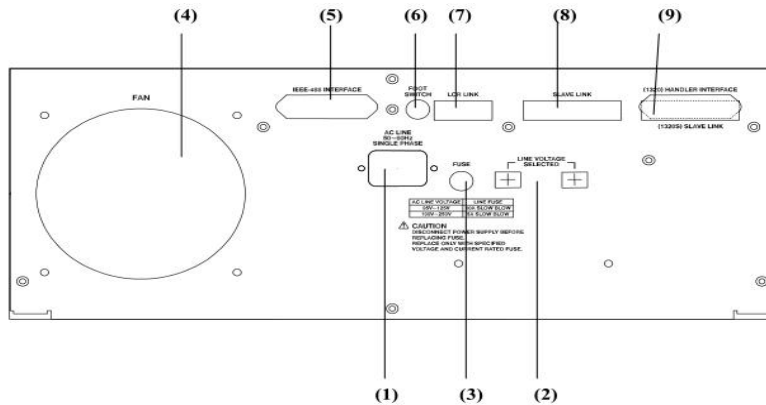 (4)
(5)
(6)
(7)
(8)
(9)
FAN
IEEE-488 INTERFACE
FOOT
SWITCH
LCR LINK
SLAVE LINK
(1320) HANDLER INTERFACE
(1320S) SLAVE LINK
AC LINE
50~60Hz
SINGLE PHASE
FUSE
LINE VOLTAGE
SELECTED
AC LINE VOLTAGE LINE FUSE
SLOW BLOW
SLOW BLOW
CAUTION
DISCONNECT POWER SUPPLY BEFORE
REPLACING FUSE.
REPLACE ONLY WITH SPECIFIED
VOLTAGE AND CURRENT RATED FUSE.
(1)
(3)
(2)